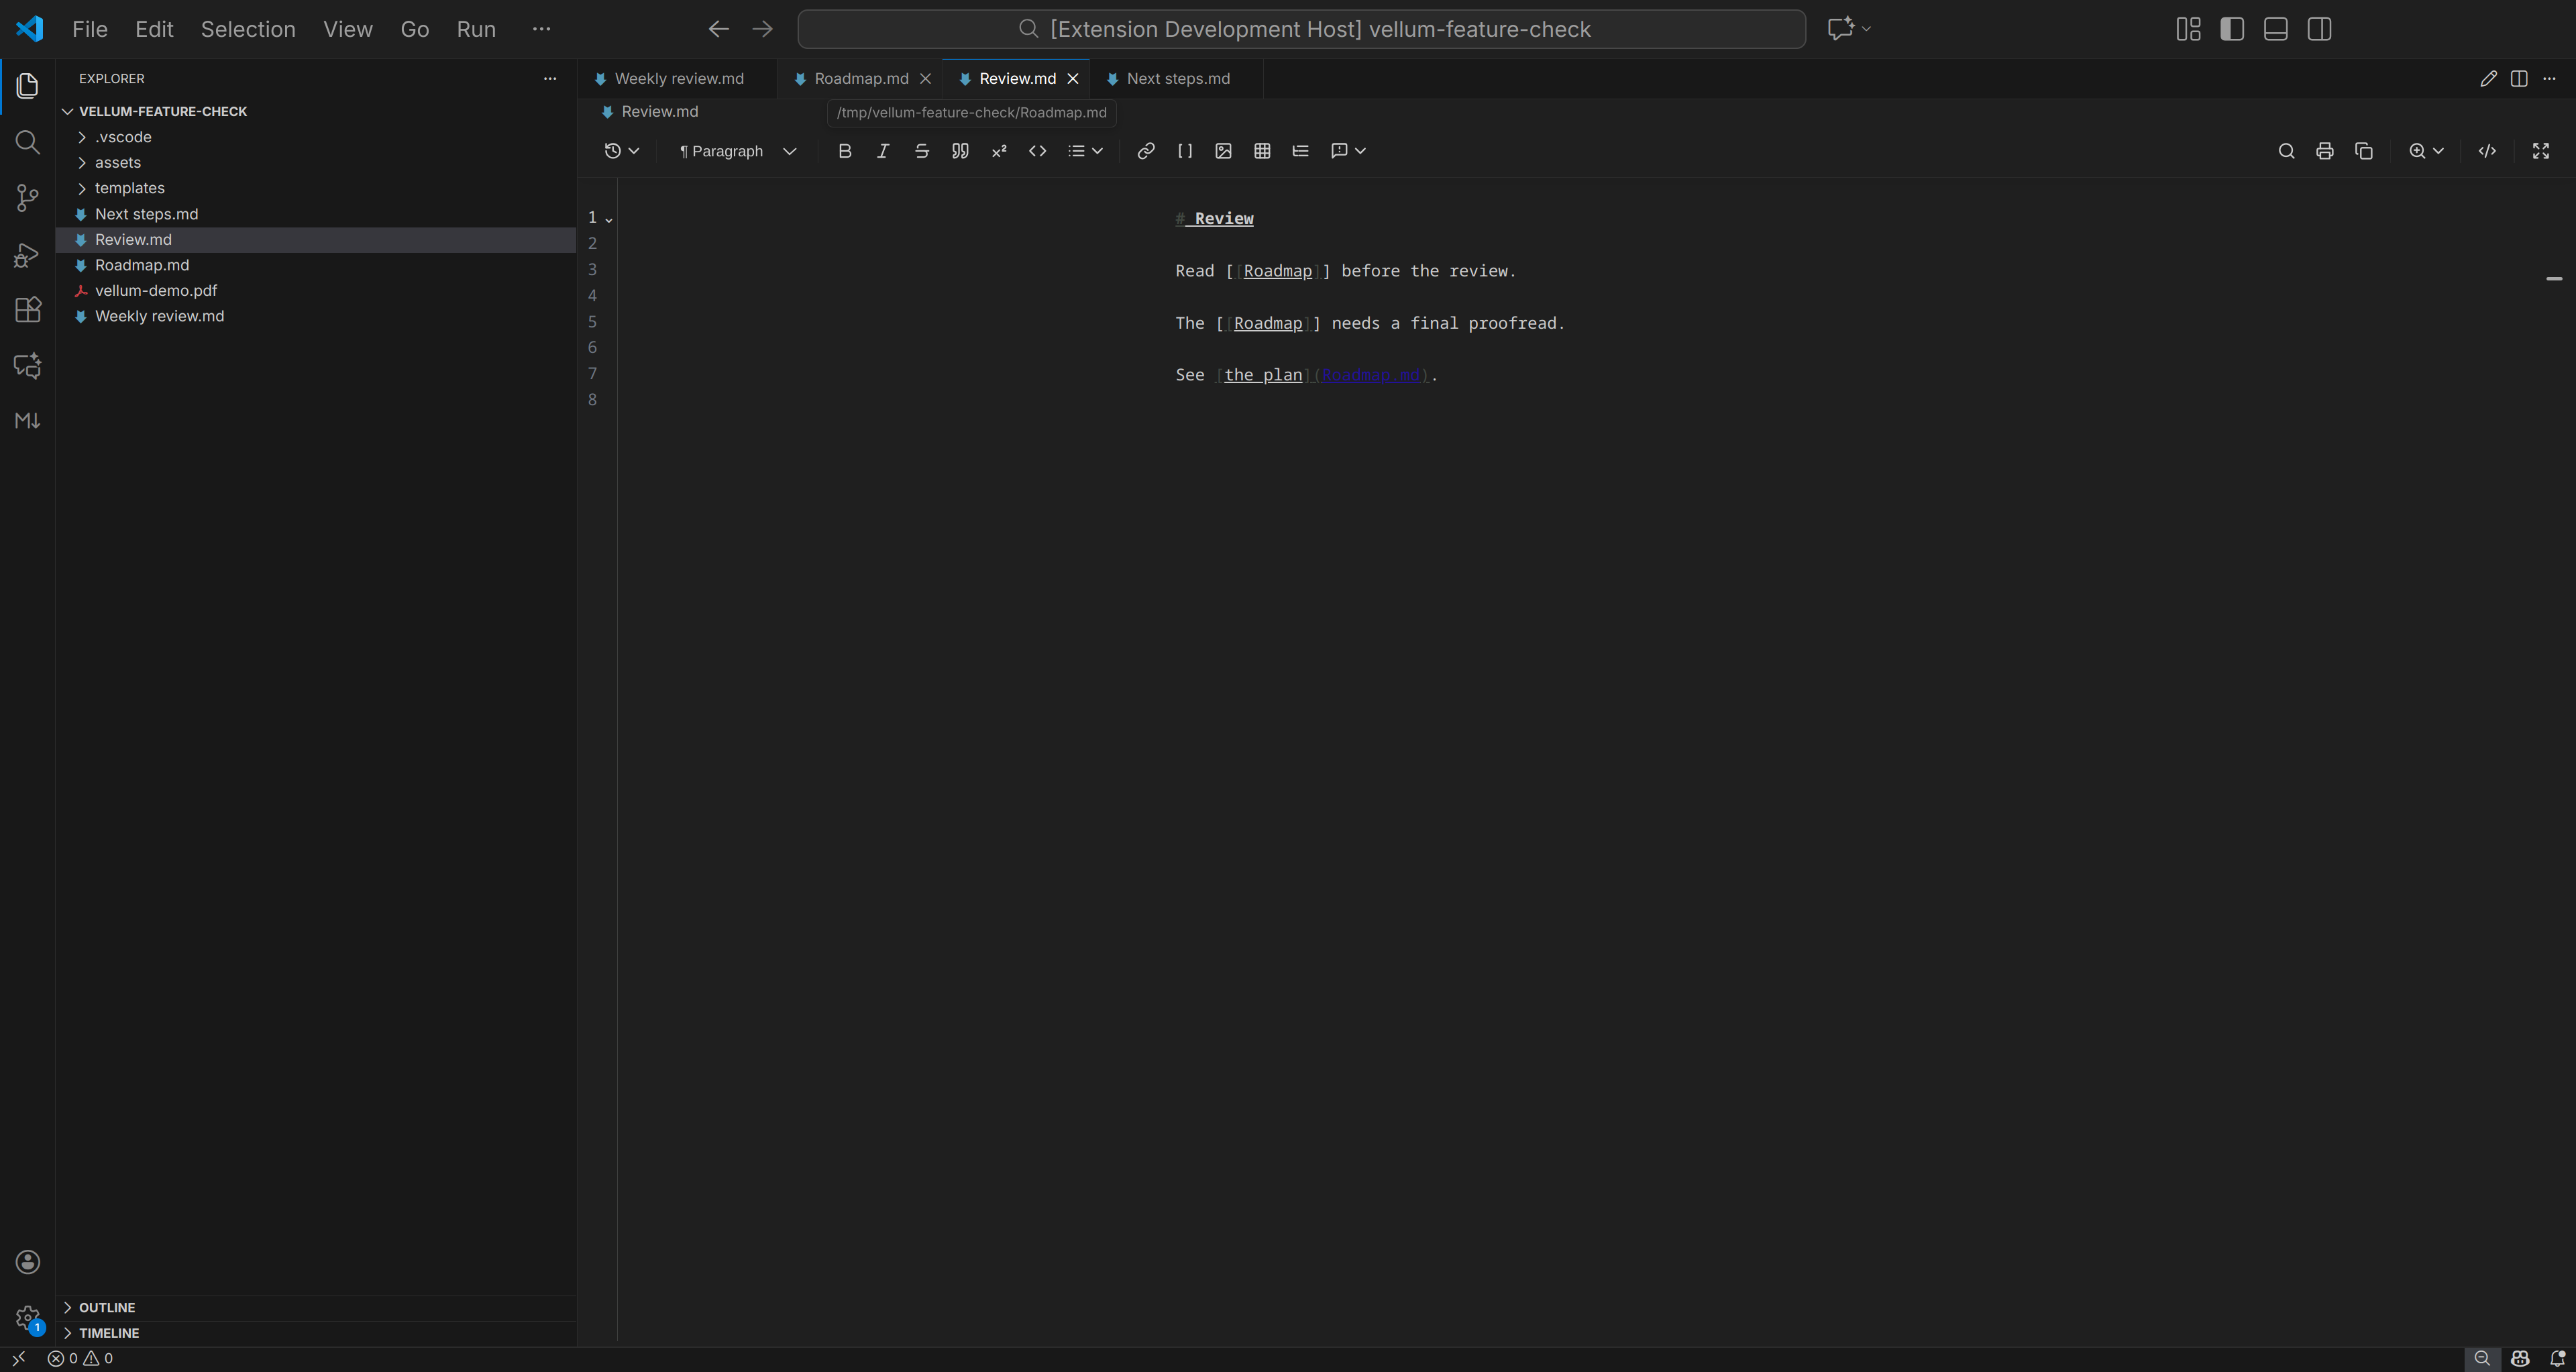 File Edit Selection View Go Run ···
[Extension Development Host] vellum-feature-check
EXPLORER
Weekly review.md
Roadmap.md
Review.md
Next steps.md
VELLUM-FEATURE-CHECK
.vscode
assets
templates
Next steps.md
Review.md
Roadmap.md
vellum-demo.pdf
Weekly review.md
Review.md
/tmp/vellum-feature-check/Roadmap.md
¶ Paragraph
1 # Review
2
3 Read [[Roadmap]] before the review.
4
5 The [[Roadmap]] needs a final proofread.
6
7 See [the plan](Roadmap.md).
8
OUTLINE
TIMELINE
1
0 0